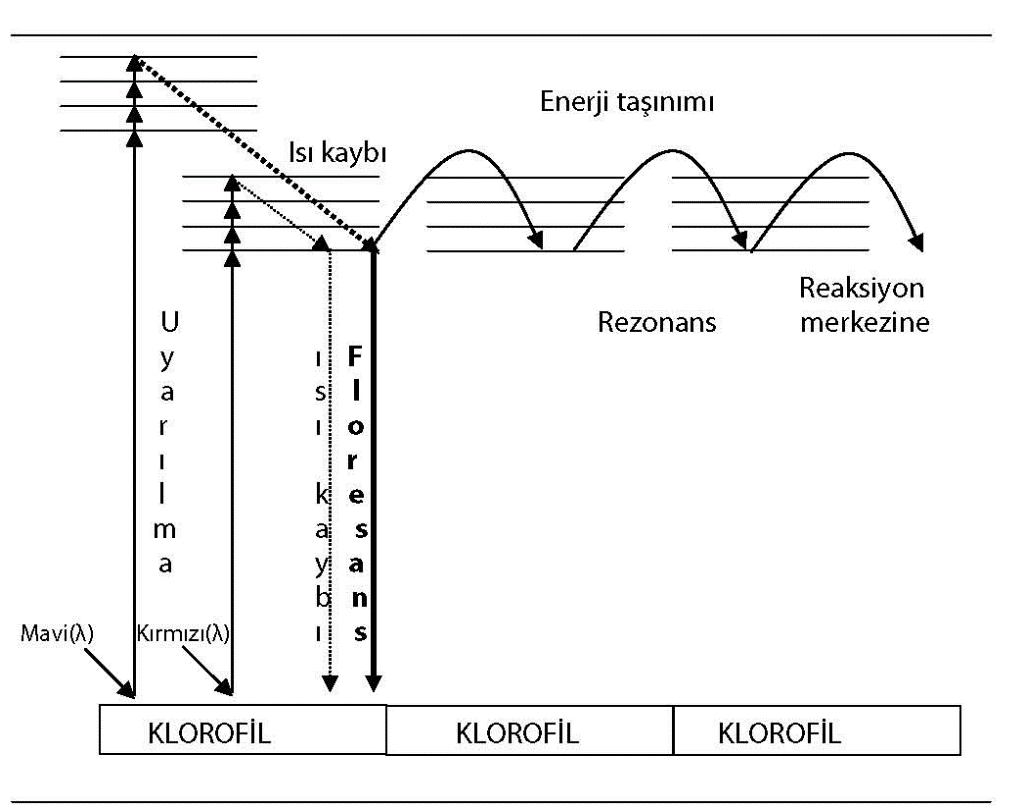 Enerji taşınımı
Isı kaybı
Reaksiyon
merkezine
Rezonans
Uyarılma
ısı kaybı
Floresans
Mavi(λ)
Kırmızı(λ)
KLOROFİL
KLOROFİL
KLOROFİL